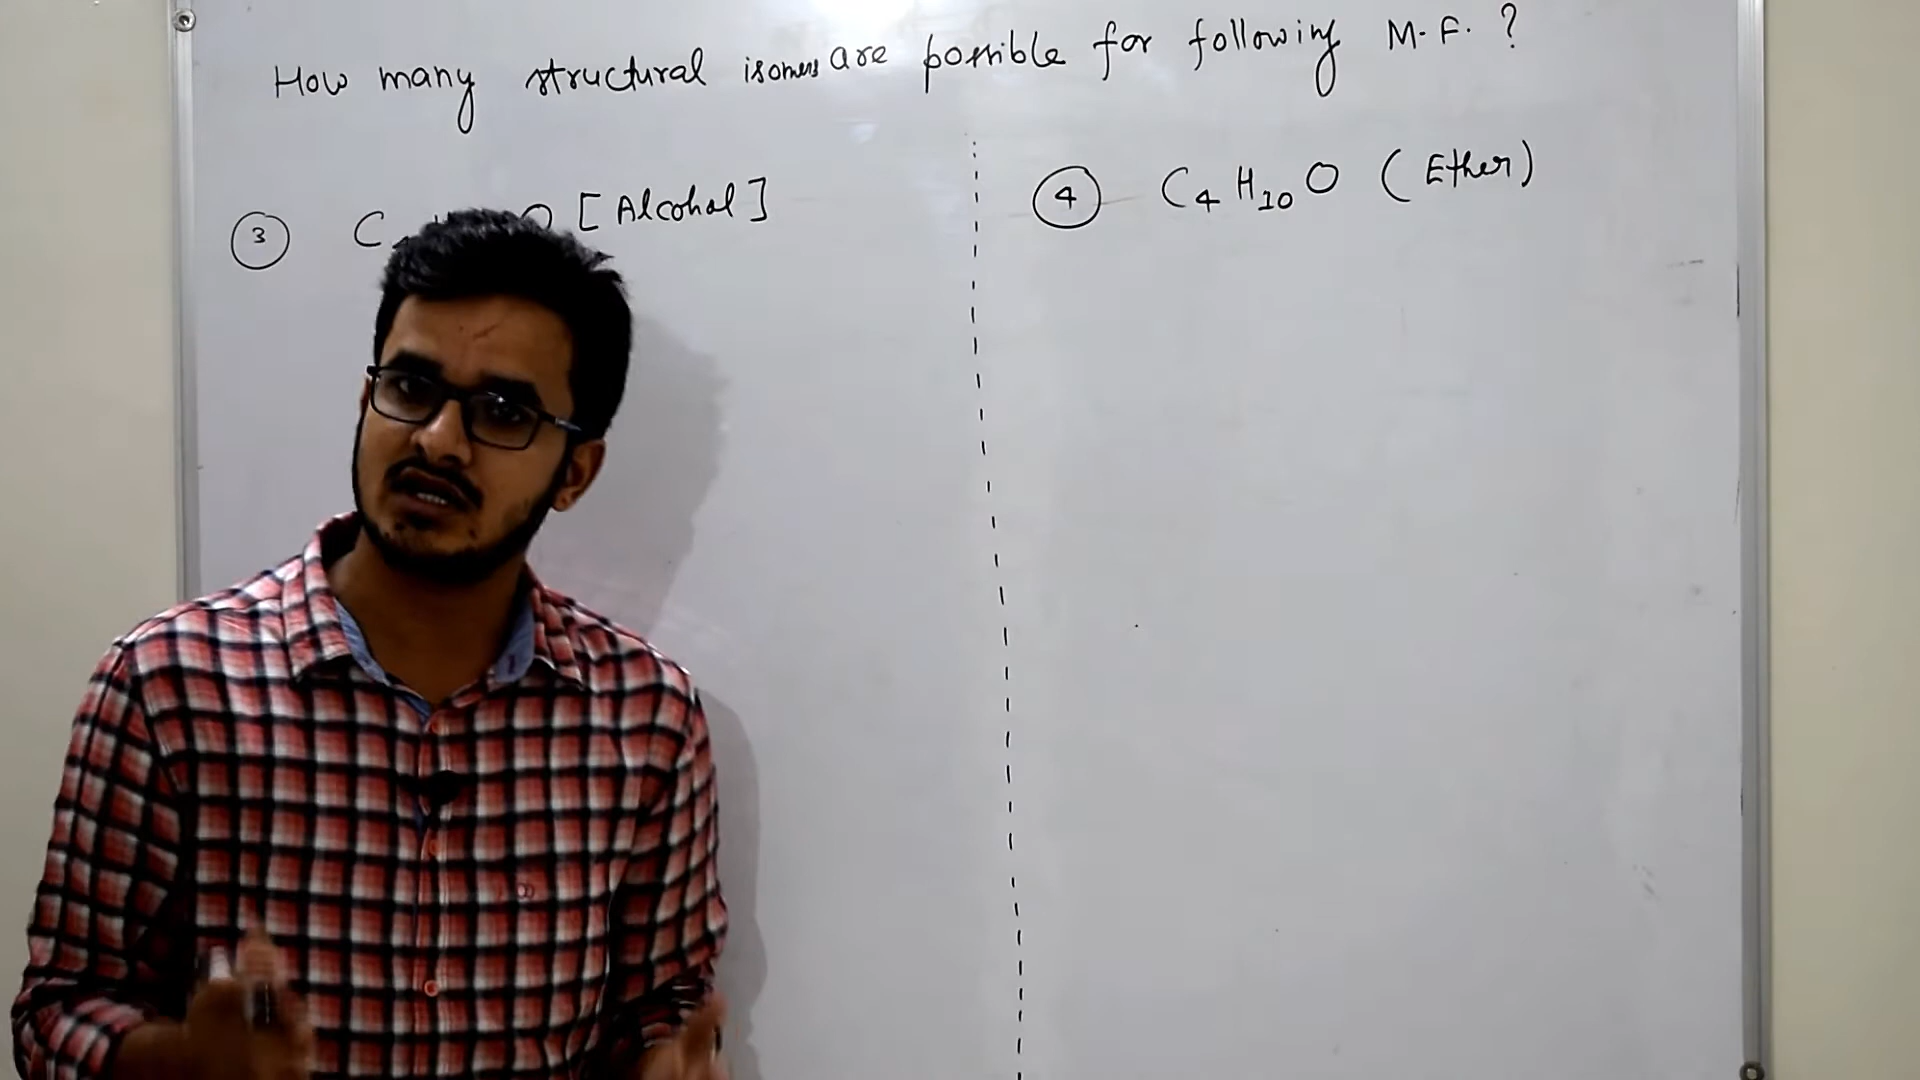 How many structural isomers are possible for following M.F. ?
3 C O [Alcohol]
4 C4H10O (Ether)